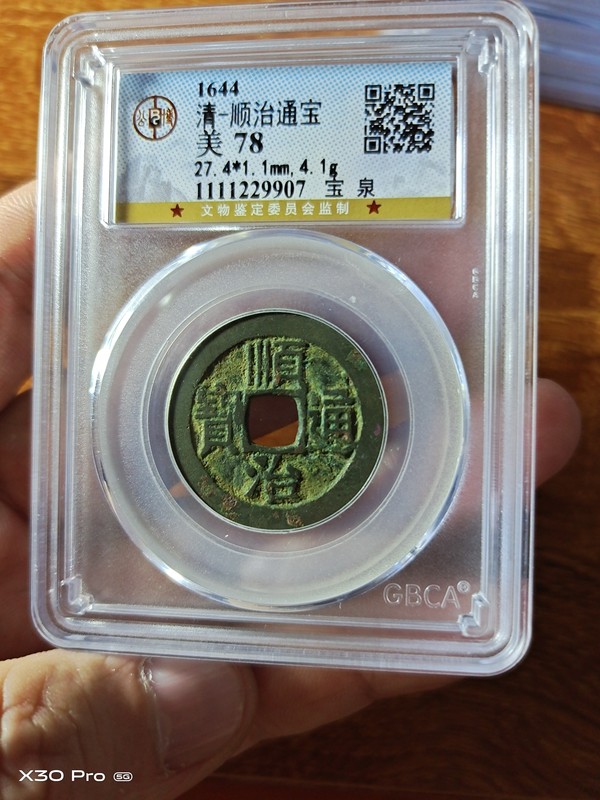 1644
清-顺治通宝
美 78
27.4*1.1mm,4.1g
1111229907 宝 泉
★ 文物鉴定委员会监制 ★
GBCA
順
寶 通
治
GBCA®
X30 Pro 5G